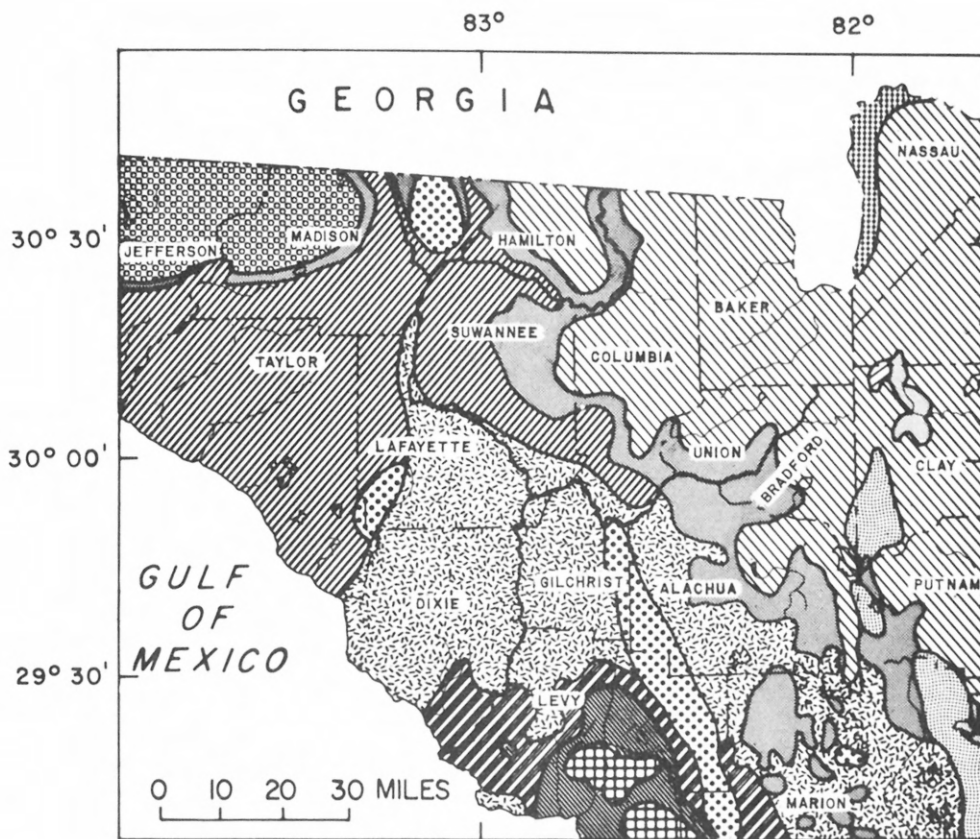 83°
82°
GEORGIA
NASSAU
30° 30'
JEFFERSON
MADISON
HAMILTON
BAKER
SUWANNEE
COLUMBIA
TAYLOR
30° 00'
LAFAYETTE
UNION
BRADFORD
CLAY
GULF
OF
MEXICO
DIXIE
GILCHRIST
ALACHUA
PUTNAM
29° 30'
LEVY
MARION
0 10 20 30 MILES